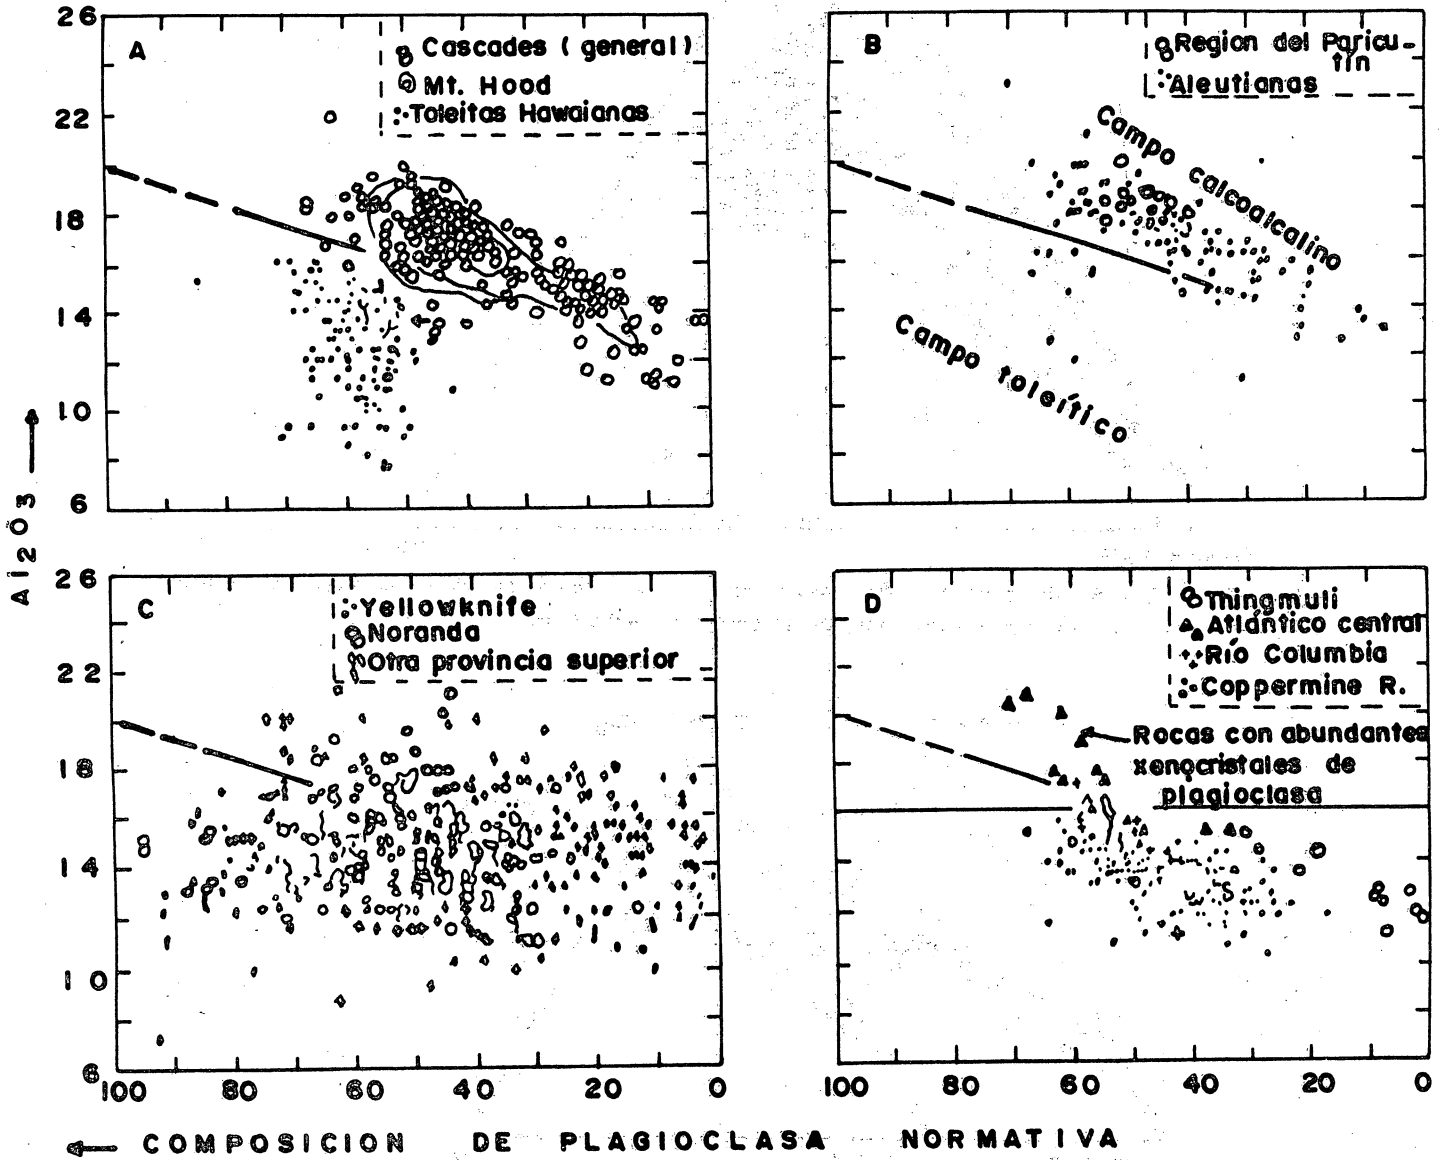 26
22
18
14
10
6
Al2O3
A
Cascades (general)
Mt. Hood
Toleitas Hawaianas
B
Region del Paricu-
tín
Aleutianas
Campo calcoalcalino
Campo toleítico
26
22
18
14
10
6
C
Yellowknife
Noranda
Otra provincia superior
D
Thingmuli
Atlántico central
Río Columbia
Coppermine R.
Rocas con abundantes
xenocristales de
plagioclasa
100 80 60 40 20 0
100 80 60 40 20 0
COMPOSICION DE PLAGIOCLASA NORMATIVA